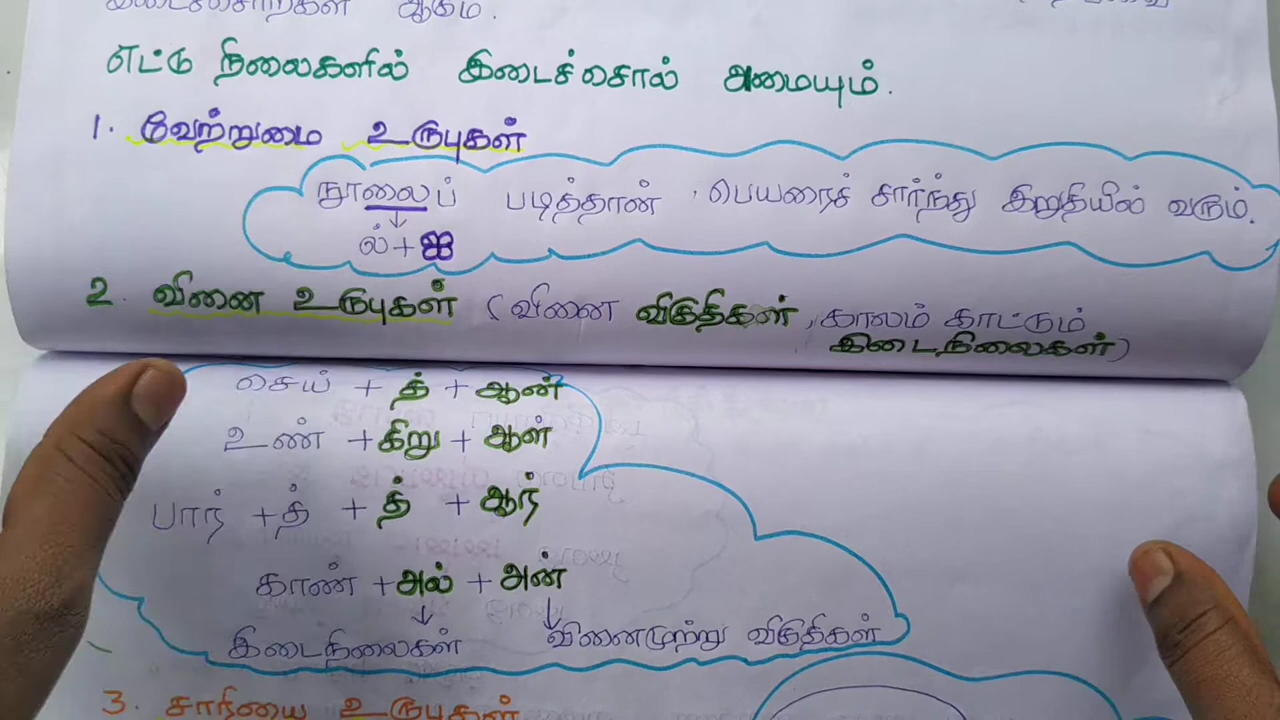 ஆகும்.
எட்டு நிலைகளில் இடைச்சொல் அமையும்.
1. வேற்றுமை உருபுகள்
நூலைப் படித்தான், பெயரைச் சார்ந்து இறுதியில் வரும்.
ல் + ஐ
2. வினை உருபுகள் (வினை விகுதிகள், காலம் காட்டும்
இடைநிலைகள்)
செய் + த் + ஆன்
உண் + கிறு + ஆள்
பார் + த் + த் + ஆர்
காண் + அல் + அன்
இடைநிலைகள் வினைமுற்று விகுதிகள்
3. சாரியை உருபுகள்